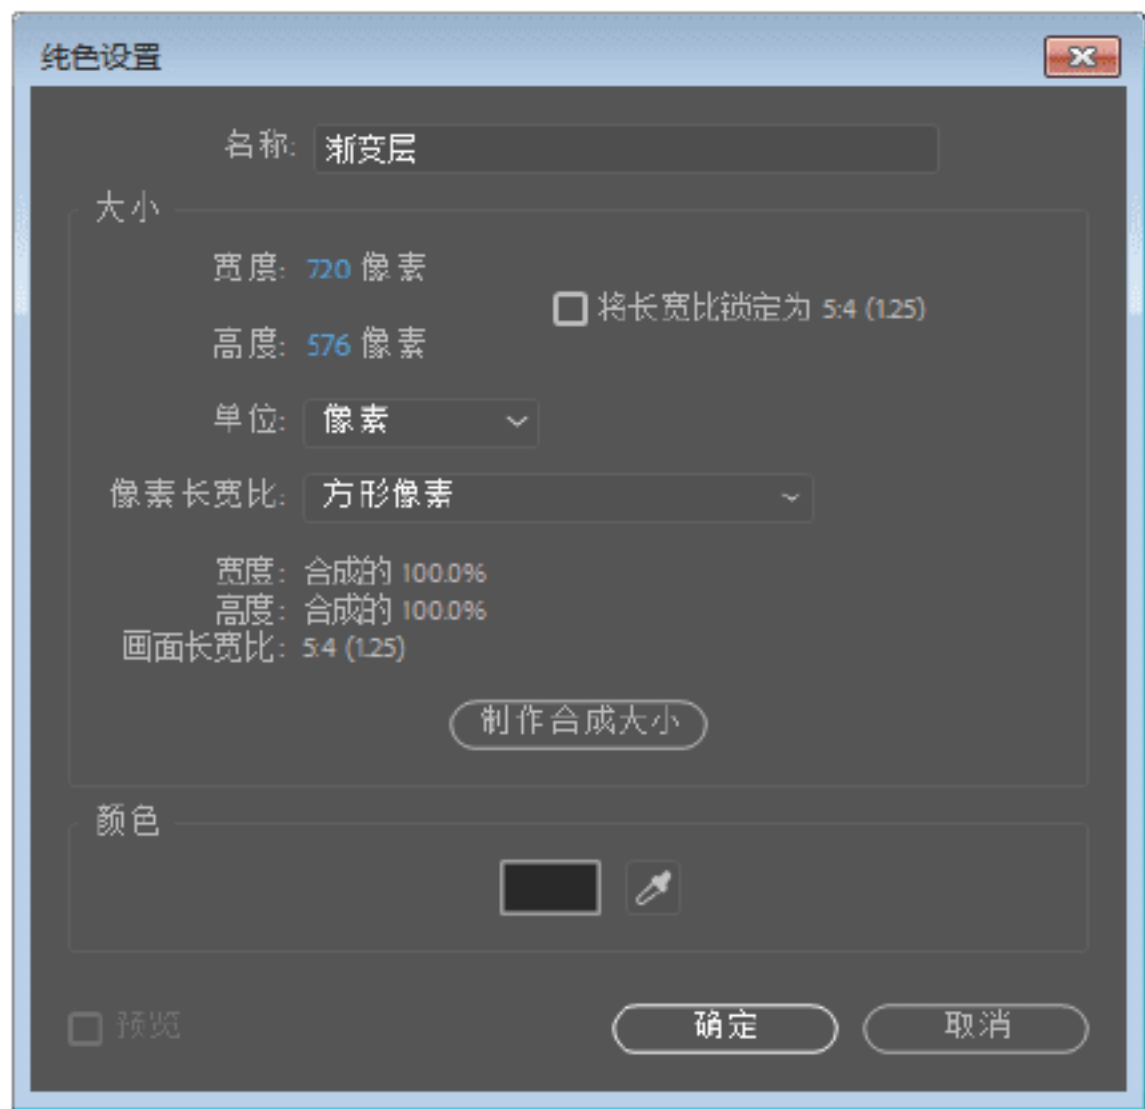 纯色设置
名称: 渐变层
大小
宽度: 720 像素
将长宽比锁定为 5:4 (1.25)
高度: 576 像素
单位: 像素
像素长宽比: 方形像素
宽度: 合成的 100.0%
高度: 合成的 100.0%
画面长宽比: 5:4 (1.25)
制作合成大小
颜色
预览
确定
取消